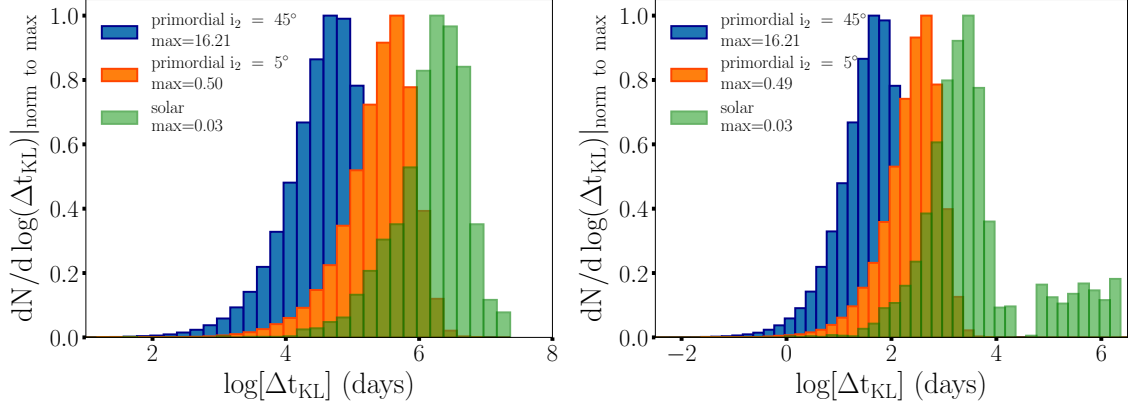 dN/d log(Δt_KL)|norm to max
1.0
0.8
0.6
0.4
0.2
0.0
primordial i₂ = 45°
max=16.21
primordial i₂ = 5°
max=0.50
solar
max=0.03
2
4
6
8
log[Δt_KL] (days)
dN/d log(Δt_KL)|norm to max
1.0
0.8
0.6
0.4
0.2
0.0
primordial i₂ = 45°
max=16.21
primordial i₂ = 5°
max=0.49
solar
max=0.03
−2
0
2
4
6
log[Δt_KL] (days)